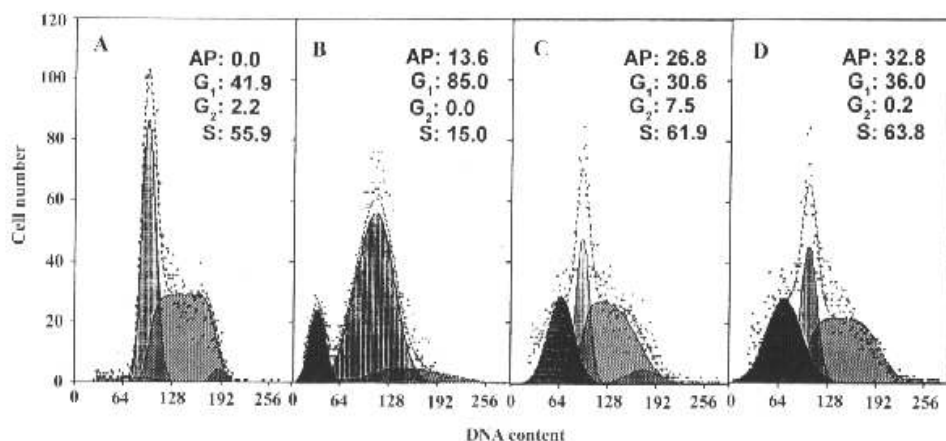 120
100
80
60
40
20
0
Cell number
A
AP: 0.0
G₁: 41.9
G₂: 2.2
S: 55.9
B
AP: 13.6
G₁: 85.0
G₂: 0.0
S: 15.0
C
AP: 26.8
G₁: 30.6
G₂: 7.5
S: 61.9
D
AP: 32.8
G₁: 36.0
G₂: 0.2
S: 63.8
0 64 128 192 256 0 64 128 192 256 0 64 128 192 256 0 64 128 192 256
DNA content